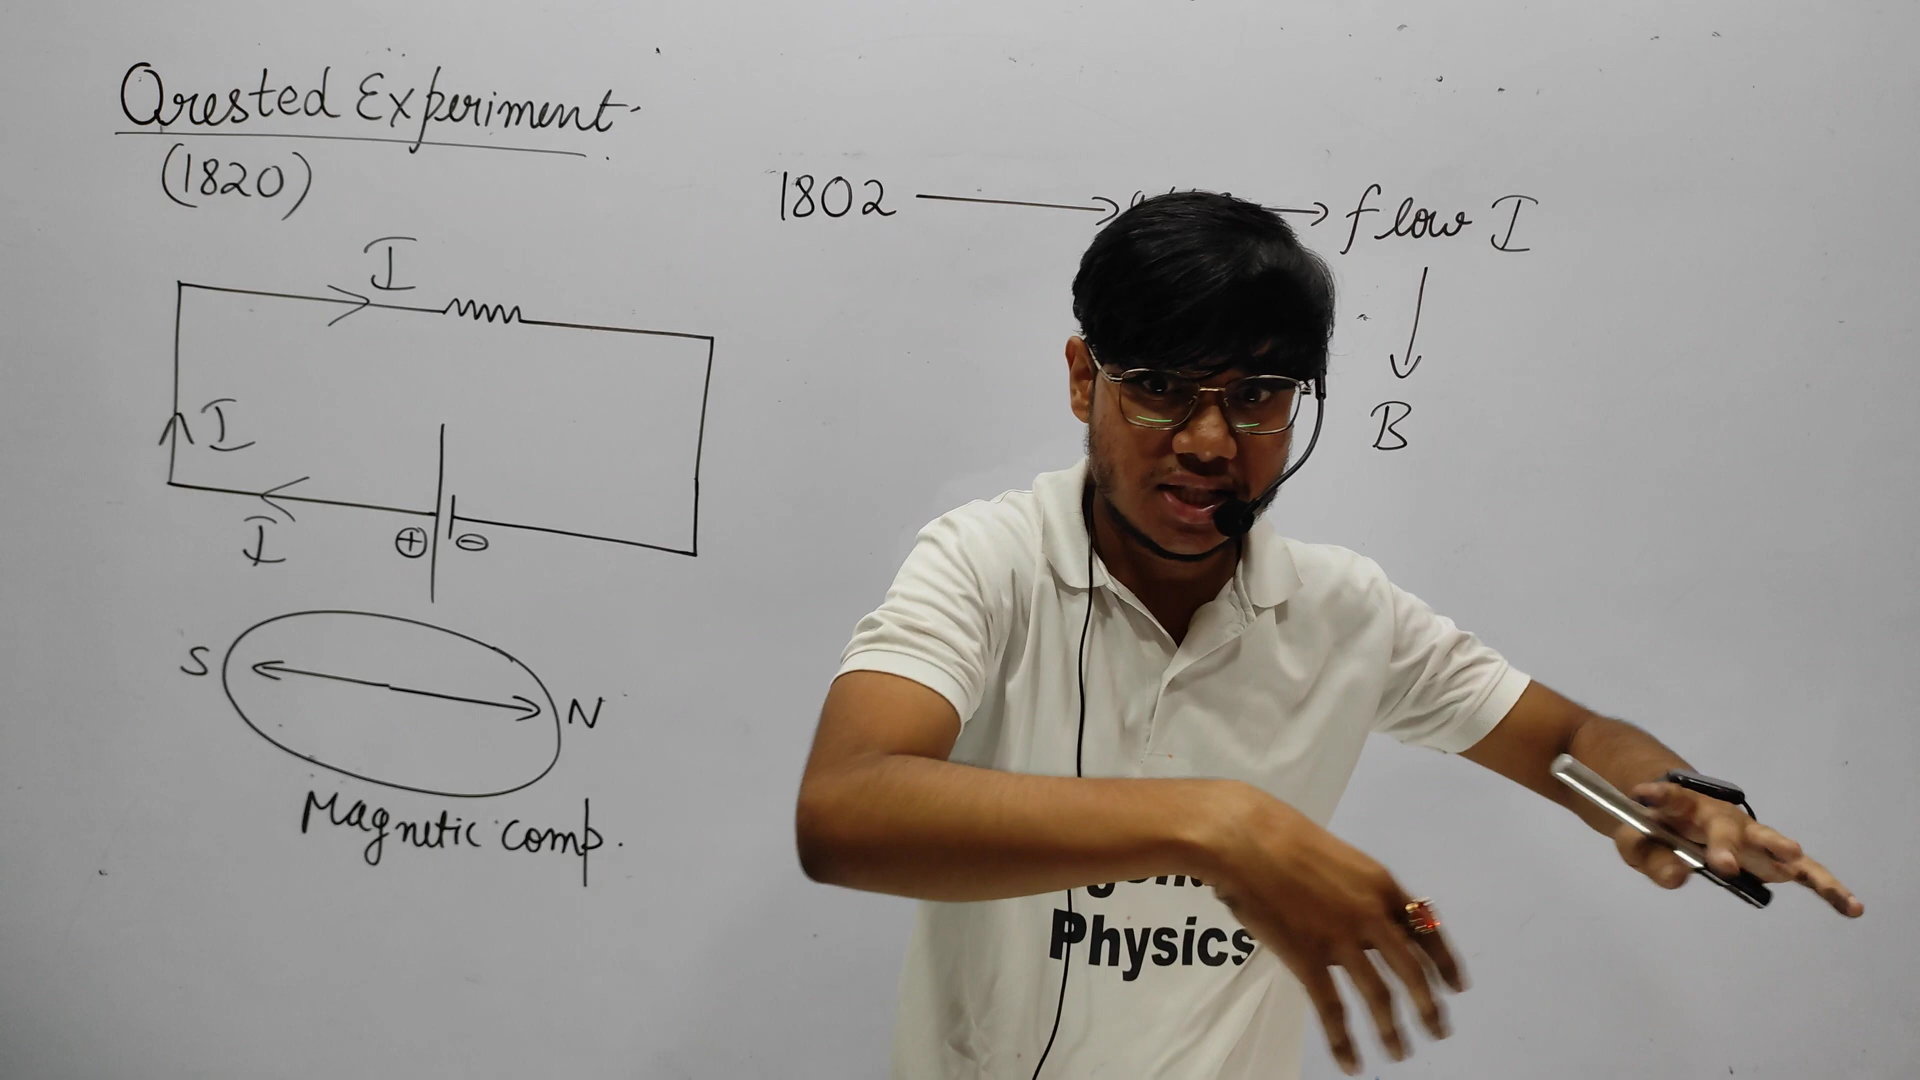 Orested Experiment
(1820)
1802 → → flow I
I
B
I
I
⊕ ⊖
S
N
Magnetic comp.
Physics